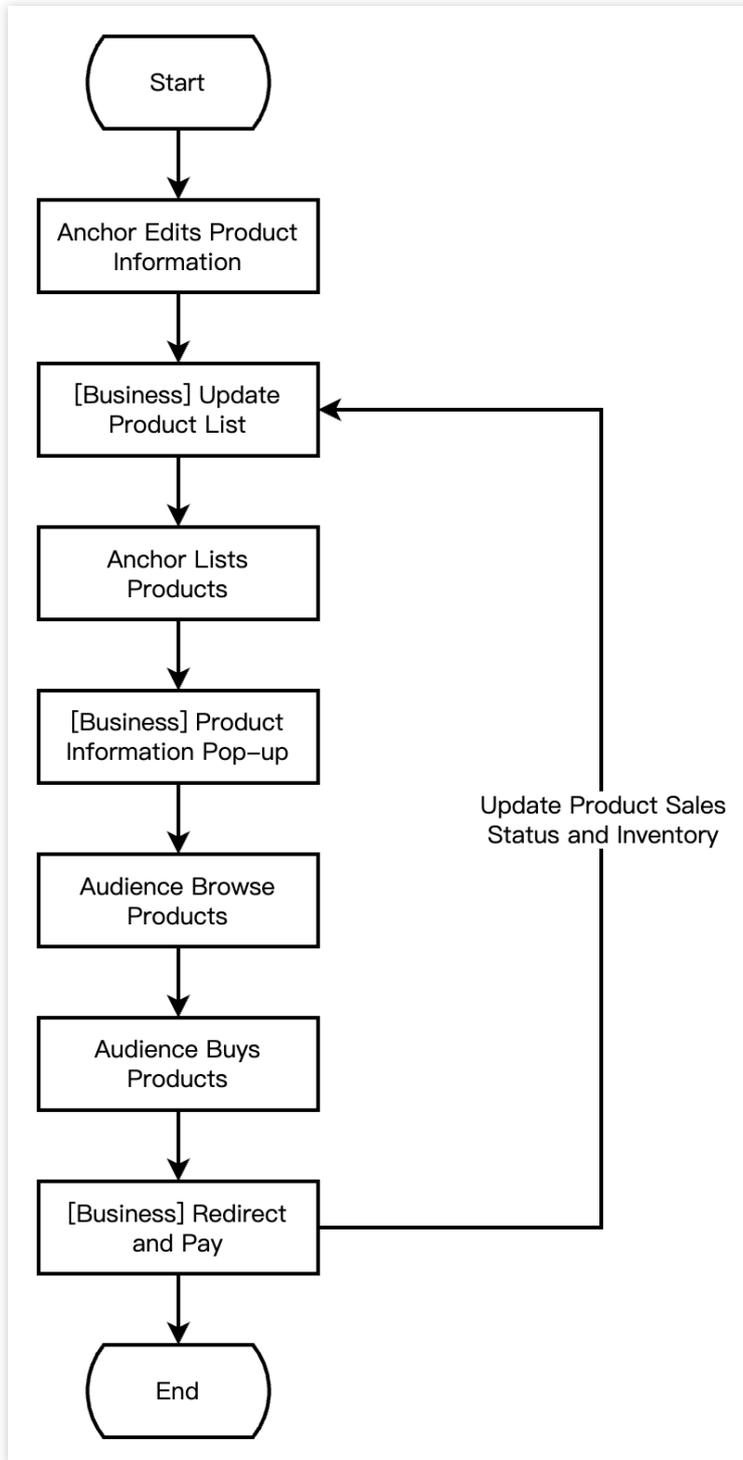 Start
Anchor Edits Product
Information
[Business] Update
Product List
Anchor Lists
Products
[Business] Product
Information Pop-up
Update Product Sales
Status and Inventory
Audience Browse
Products
Audience Buys
Products
[Business] Redirect
and Pay
End